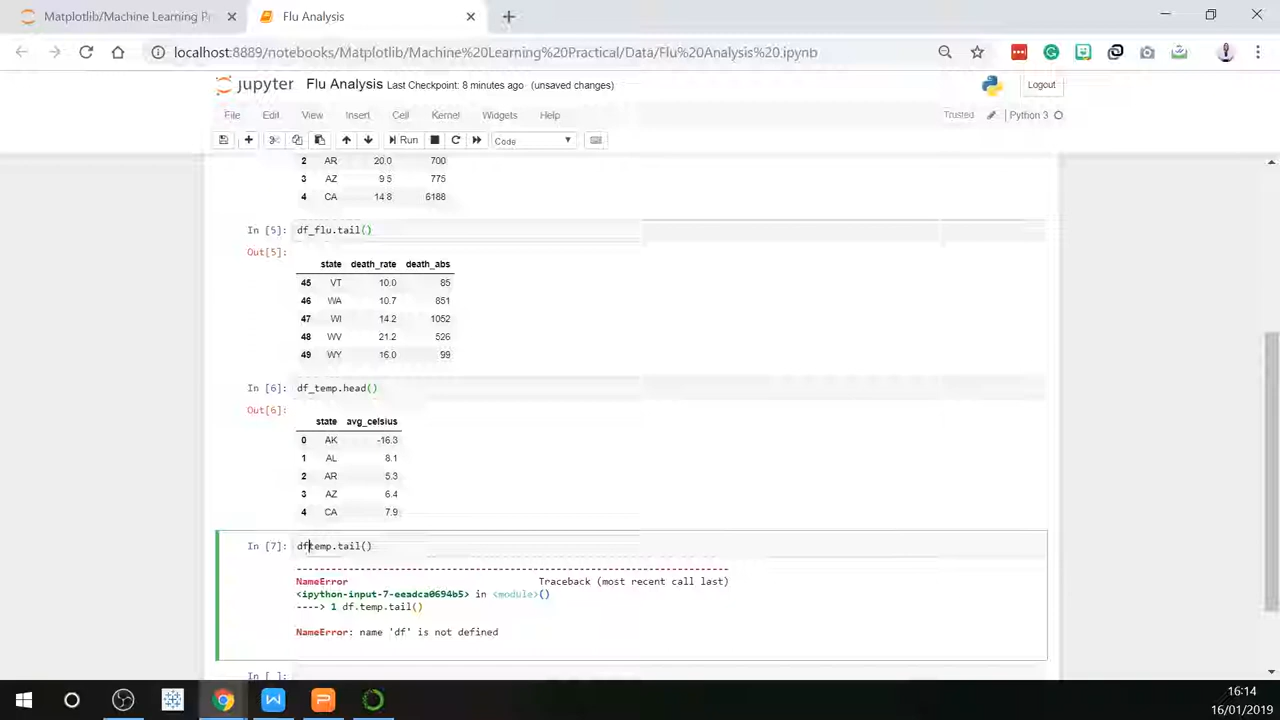 Matplotlib/Machine Learning Pr
Flu Analysis
localhost:8889/notebooks/Matplotlib/Machine%20Learning%20Practical/Data/Flu%20Analysis%20.ipynb
jupyter Flu Analysis Last Checkpoint: 8 minutes ago (unsaved changes)
Logout
File Edit View Insert Cell Kernel Widgets Help
Trusted Python 3
Run Code
2 AR 20.0 700
3 AZ 9.5 775
4 CA 14.8 6188
In [5]: df_flu.tail()
Out[5]:
state death_rate death_abs
45 VT 10.0 85
46 WA 10.7 851
47 WI 14.2 1052
48 WV 21.2 526
49 WY 16.0 99
In [6]: df_temp.head()
Out[6]:
state avg_celsius
0 AK -16.3
1 AL 8.1
2 AR 5.3
3 AZ 6.4
4 CA 7.9
In [7]: dftemp.tail()
---------------------------------------------------------------------------
NameError Traceback (most recent call last)
<ipython-input-7-eeadca0694b5> in <module>()
----> 1 df.temp.tail()
NameError: name 'df' is not defined
In [ ]:
16:14
16/01/2019